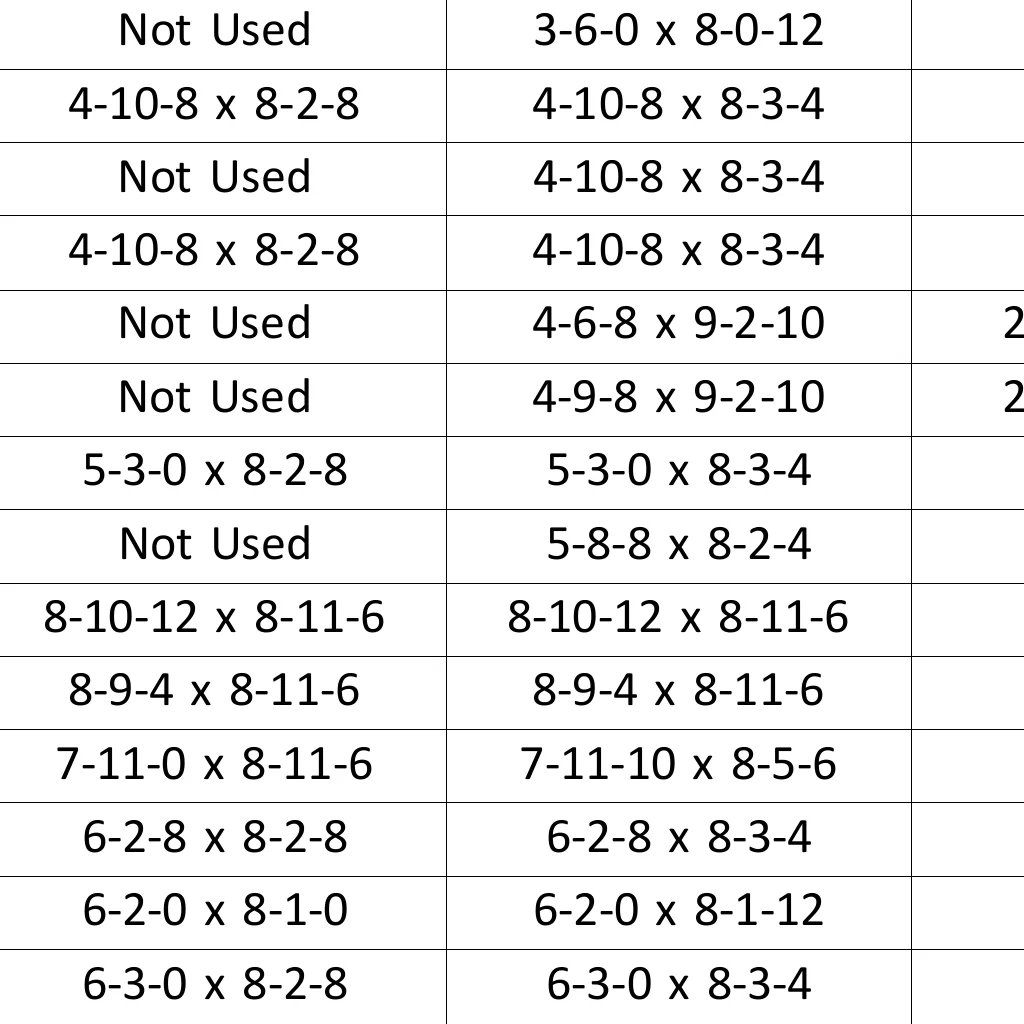 Not Used 3-6-0 x 8-0-12
4-10-8 x 8-2-8 4-10-8 x 8-3-4
Not Used 4-10-8 x 8-3-4
4-10-8 x 8-2-8 4-10-8 x 8-3-4
Not Used 4-6-8 x 9-2-10 2
Not Used 4-9-8 x 9-2-10 2
5-3-0 x 8-2-8 5-3-0 x 8-3-4
Not Used 5-8-8 x 8-2-4
8-10-12 x 8-11-6 8-10-12 x 8-11-6
8-9-4 x 8-11-6 8-9-4 x 8-11-6
7-11-0 x 8-11-6 7-11-10 x 8-5-6
6-2-8 x 8-2-8 6-2-8 x 8-3-4
6-2-0 x 8-1-0 6-2-0 x 8-1-12
6-3-0 x 8-2-8 6-3-0 x 8-3-4